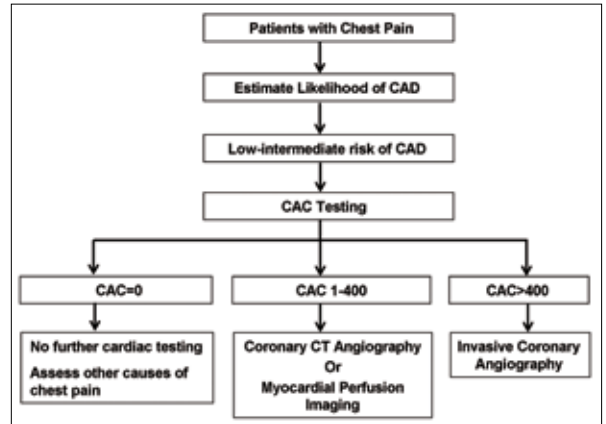 Patients with Chest Pain
Estimate Likelihood of CAD
Low-intermediate risk of CAD
CAC Testing
CAC=0
CAC 1-400
CAC>400
No further cardiac testing
Assess other causes of
chest pain
Coronary CT Angiography
Or
Myocardial Perfusion
Imaging
Invasive Coronary
Angiography